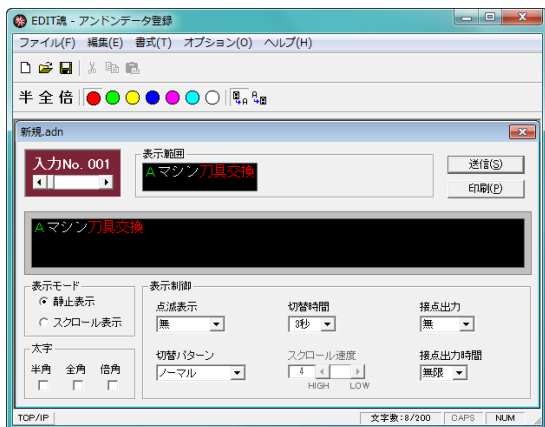 EDIT魂 - アンドンデータ登録
ファイル(F) 編集(E) 書式(T) オプション(O) ヘルプ(H)
半 全 倍
新規.adn
入力No. 001
表示範囲
Aマシン刀具交換
送信(S)
印刷(P)
Aマシン刀具交換
表示モード
静止表示
スクロール表示
太字
半角 全角 倍角
表示制御
点滅表示 切替時間 接点出力
無 3秒 無
切替パターン スクロール速度 接点出力時間
ノーマル 4 無限
HIGH LOW
TCP/IP 文字数:8/200 CAPS NUM